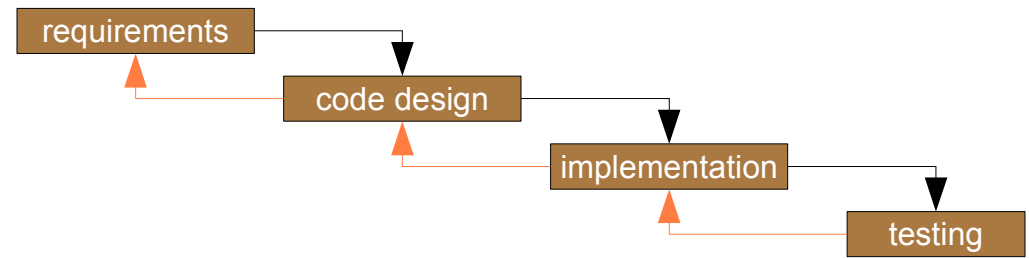 requirements
code design
implementation
testing